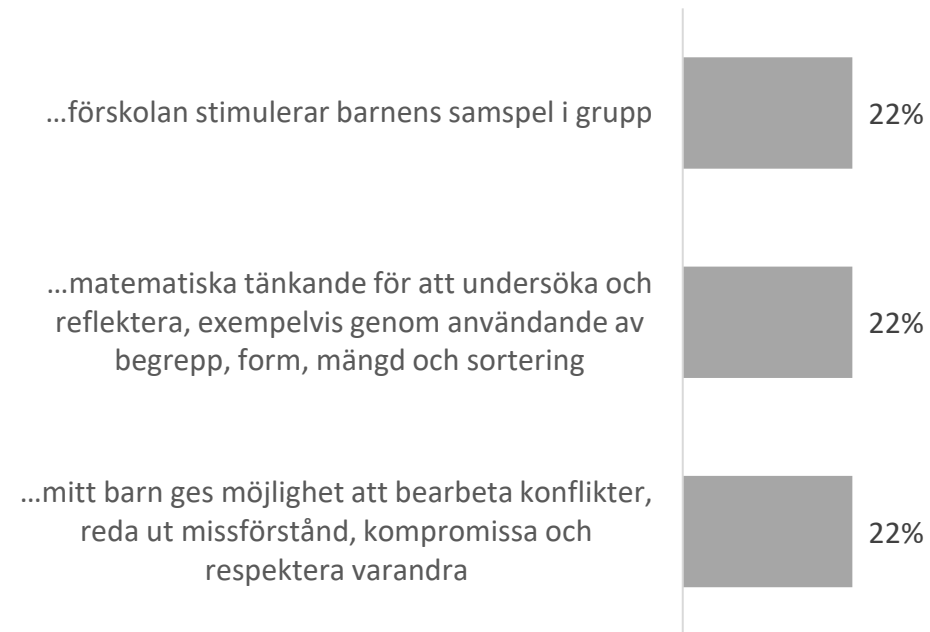 …förskolan stimulerar barnens samspel i grupp
22%
…matematiska tänkande för att undersöka och
reflektera, exempelvis genom användande av
begrepp, form, mängd och sortering
22%
…mitt barn ges möjlighet att bearbeta konflikter,
reda ut missförstånd, kompromissa och
respektera varandra
22%